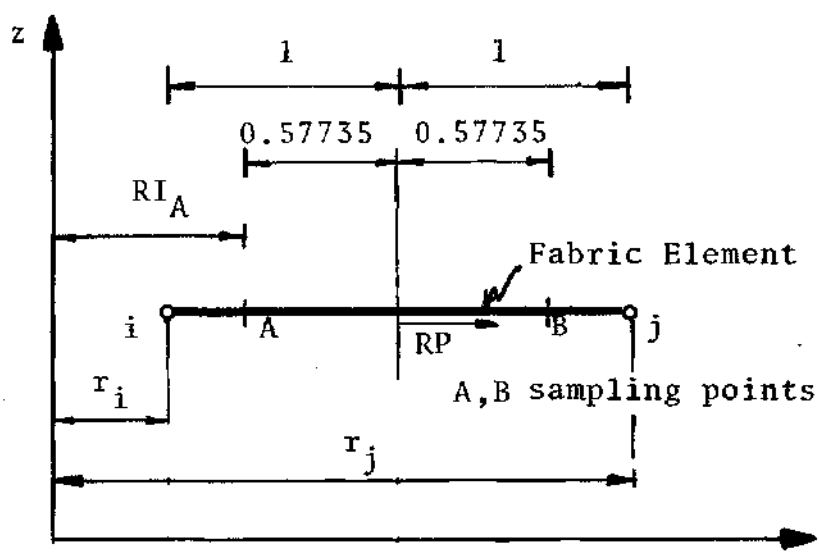 z
1 1
0.57735 0.57735
RI_A
Fabric Element
i A RP B j
r_i
A,B sampling points
r_j